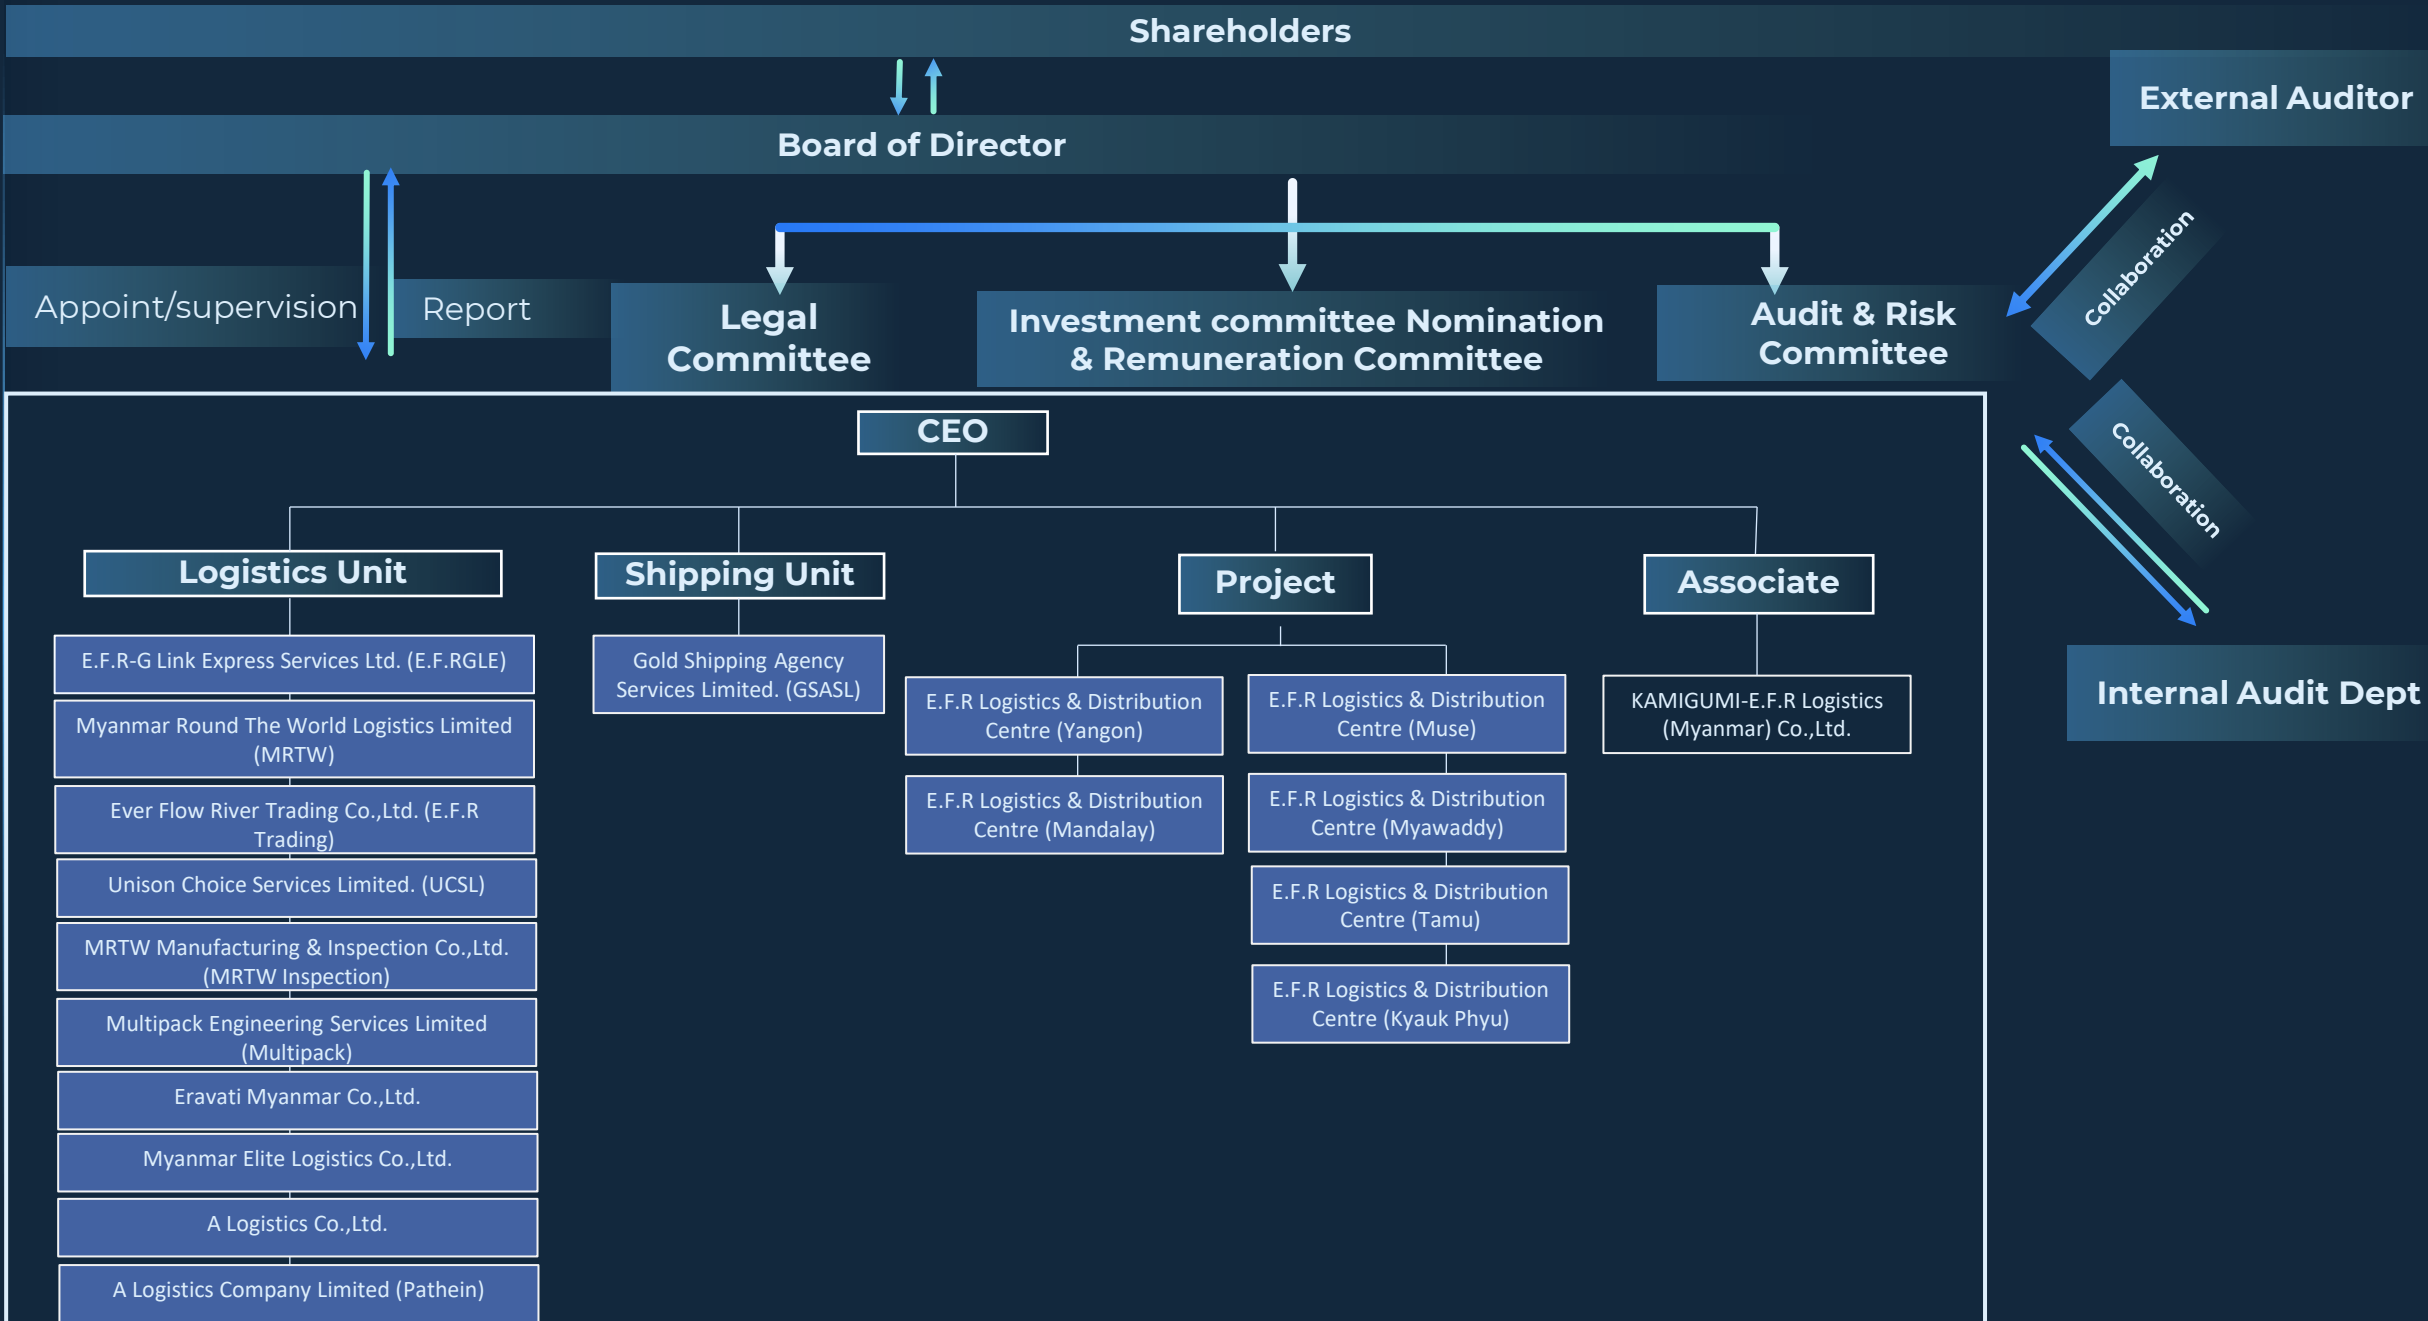 Shareholders
External Auditor
Board of Director
Collaboration
Appoint/supervision
Report
Legal
Committee
Investment committee Nomination
& Remuneration Committee
Audit & Risk
Committee
CEO
Collaboration
Logistics Unit
Shipping Unit
Project
Associate
E.F.R-G Link Express Services Ltd. (E.F.RGLE)
Myanmar Round The World Logistics Limited
(MRTW)
Ever Flow River Trading Co.,Ltd. (E.F.R
Trading)
Unison Choice Services Limited. (UCSL)
MRTW Manufacturing & Inspection Co.,Ltd.
(MRTW Inspection)
Multipack Engineering Services Limited
(Multipack)
Eravati Myanmar Co.,Ltd.
Myanmar Elite Logistics Co.,Ltd.
A Logistics Co.,Ltd.
A Logistics Company Limited (Pathein)
Gold Shipping Agency
Services Limited. (GSASL)
E.F.R Logistics & Distribution
Centre (Yangon)
E.F.R Logistics & Distribution
Centre (Mandalay)
E.F.R Logistics & Distribution
Centre (Muse)
E.F.R Logistics & Distribution
Centre (Myawaddy)
E.F.R Logistics & Distribution
Centre (Tamu)
E.F.R Logistics & Distribution
Centre (Kyauk Phyu)
KAMIGUMI-E.F.R Logistics
(Myanmar) Co.,Ltd.
Internal Audit Dept